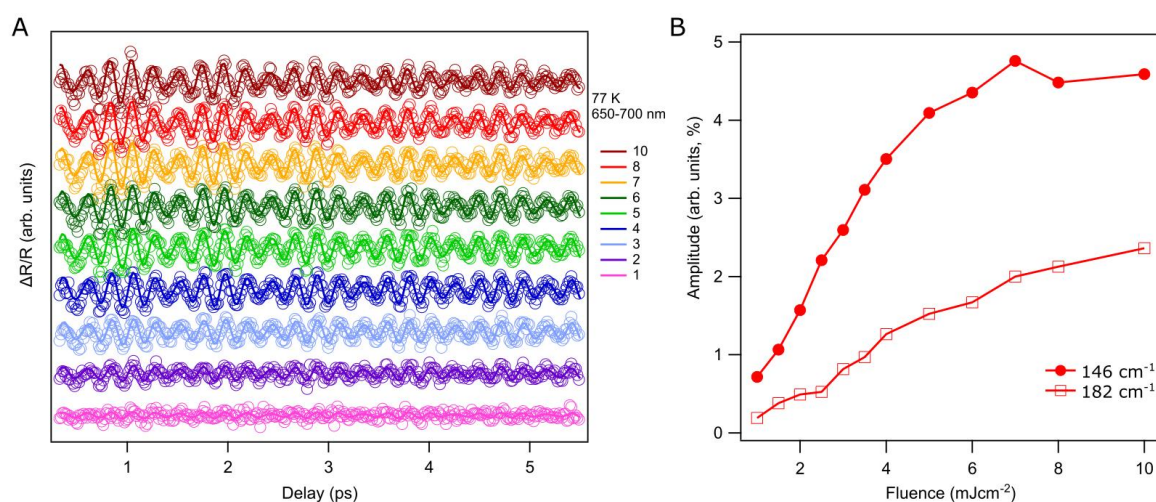 A
ΔR/R (arb. units)
1
2
3
4
5
Delay (ps)
77 K
650-700 nm
10
8
7
6
5
4
3
2
1
B
Amplitude (arb. units, %)
5
4
3
2
1
0
2
4
6
8
10
Fluence (mJcm⁻²)
146 cm⁻¹
182 cm⁻¹